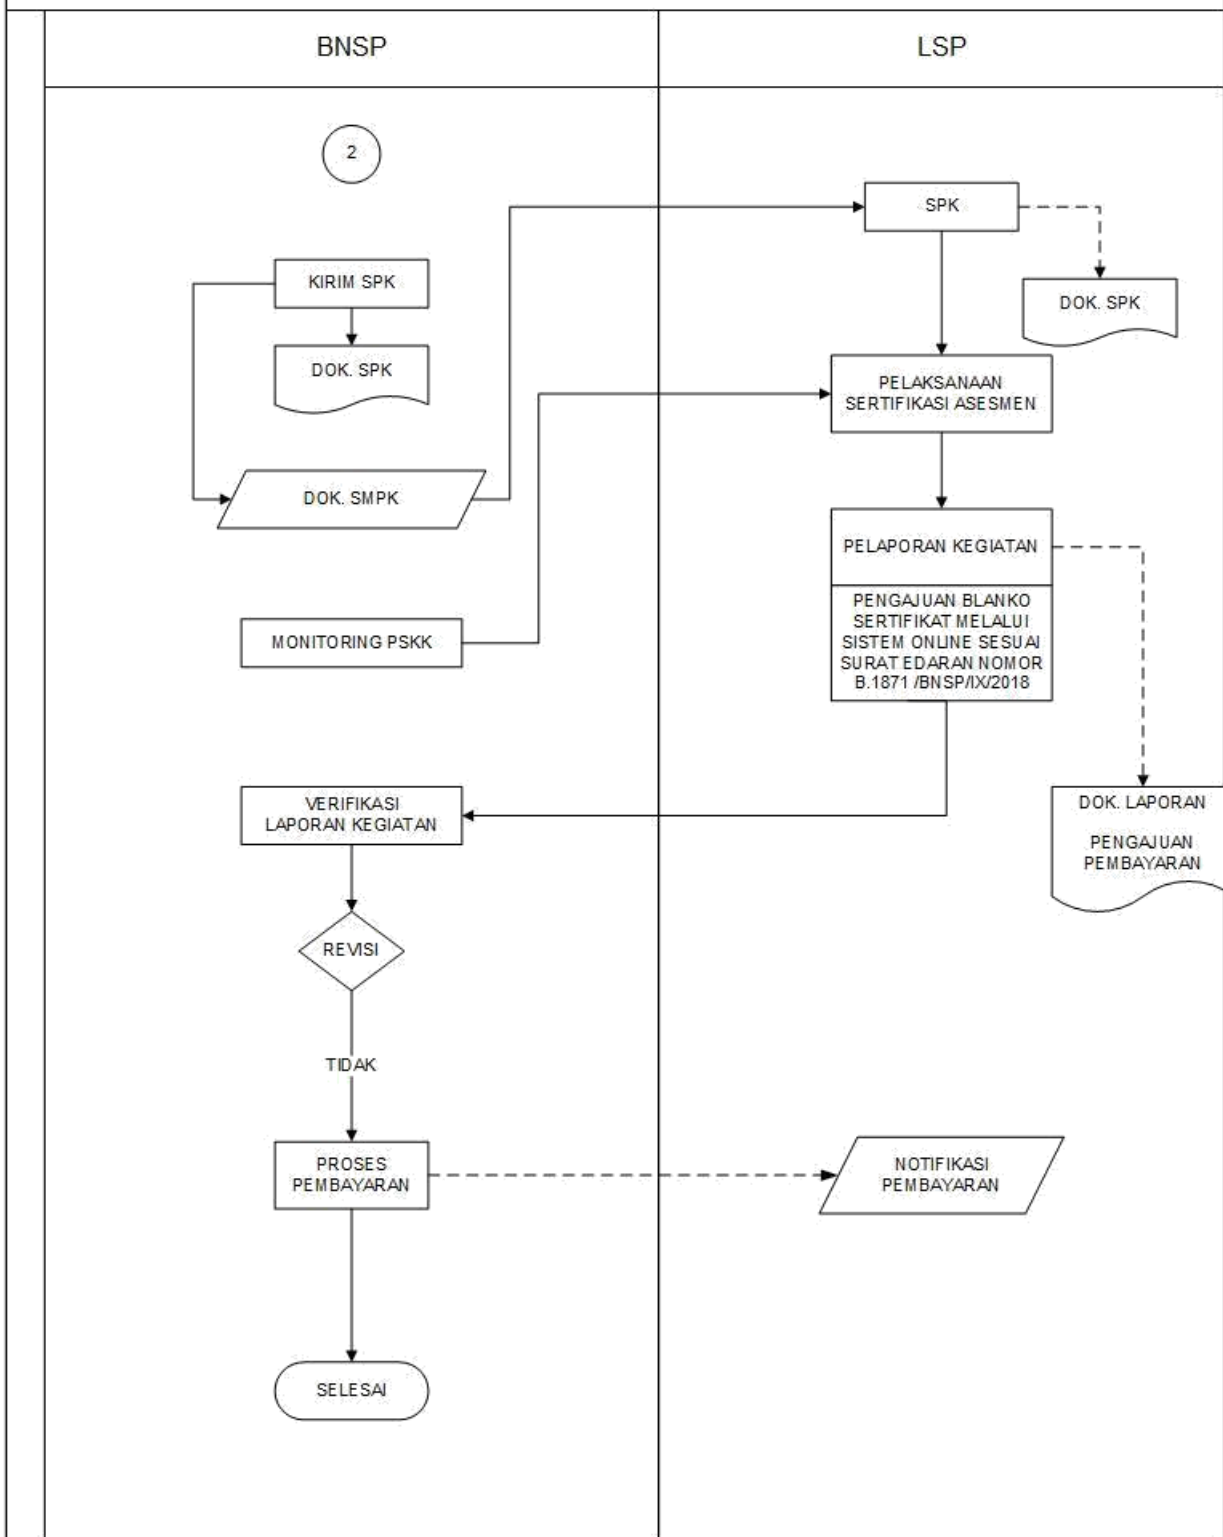 BNSP
LSP
2
SPK
KIRIM SPK
DOK. SPK
DOK. SPK
PELAKSANAAN
SERTIFIKASI ASESMEN
DOK. SMPK
PELAPORAN KEGIATAN
PENGAJUAN BLANKO
SERTIFIKAT MELALUI
SISTEM ONLINE SESUAI
SURAT EDARAN NOMOR
B.1871 /BNSP/IX/2018
MONITORING PSKK
VERIFIKASI
LAPORAN KEGIATAN
DOK. LAPORAN
PENGAJUAN
PEMBAYARAN
REVISI
TIDAK
PROSES
PEMBAYARAN
NOTIFIKASI
PEMBAYARAN
SELESAI